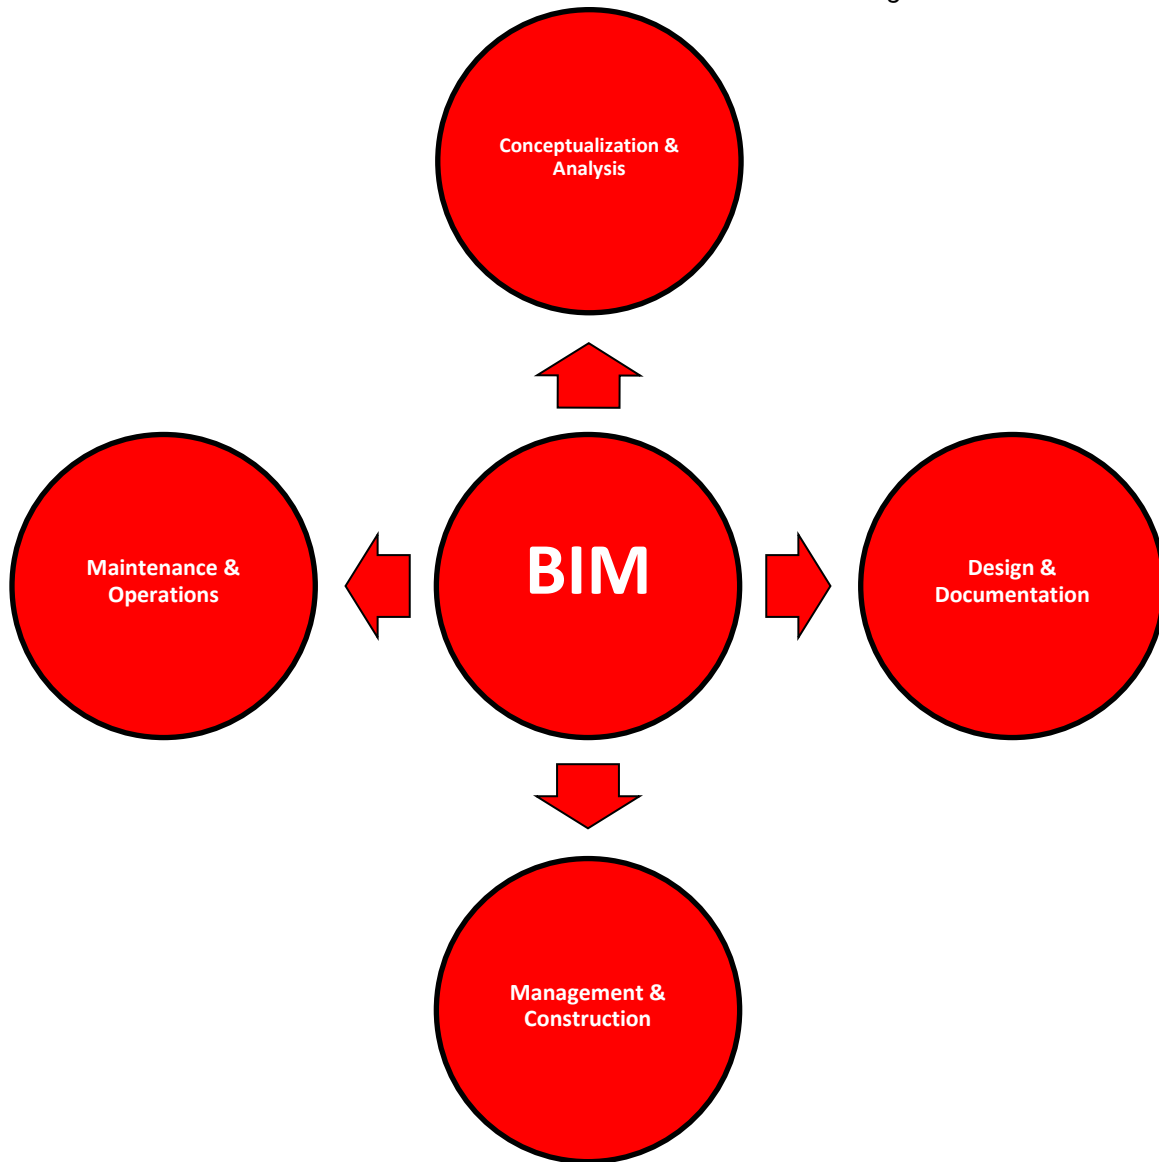 Conceptualization &
Analysis
Maintenance &
Operations
BIM
Design &
Documentation
Management &
Construction